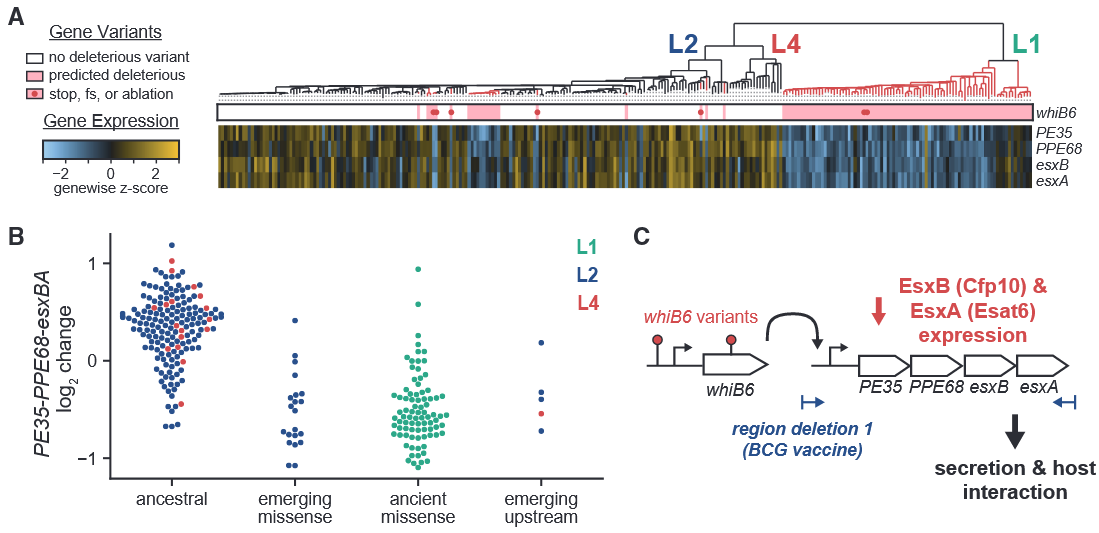 A
Gene Variants
no deleterious variant
predicted deleterious
stop, fs, or ablation
Gene Expression
−2 0 2
genewise z-score
L2
L4
L1
whiB6
PE35
PPE68
esxB
esxA
B
PE35-PPE68-esxBA
log2 change
1
0
−1
ancestral
emerging
missense
ancient
missense
emerging
upstream
L1
L2
L4
C
whiB6 variants
whiB6
EsxB (Cfp10) &
EsxA (Esat6)
expression
PE35 PPE68 esxB esxA
region deletion 1
(BCG vaccine)
secretion & host
interaction